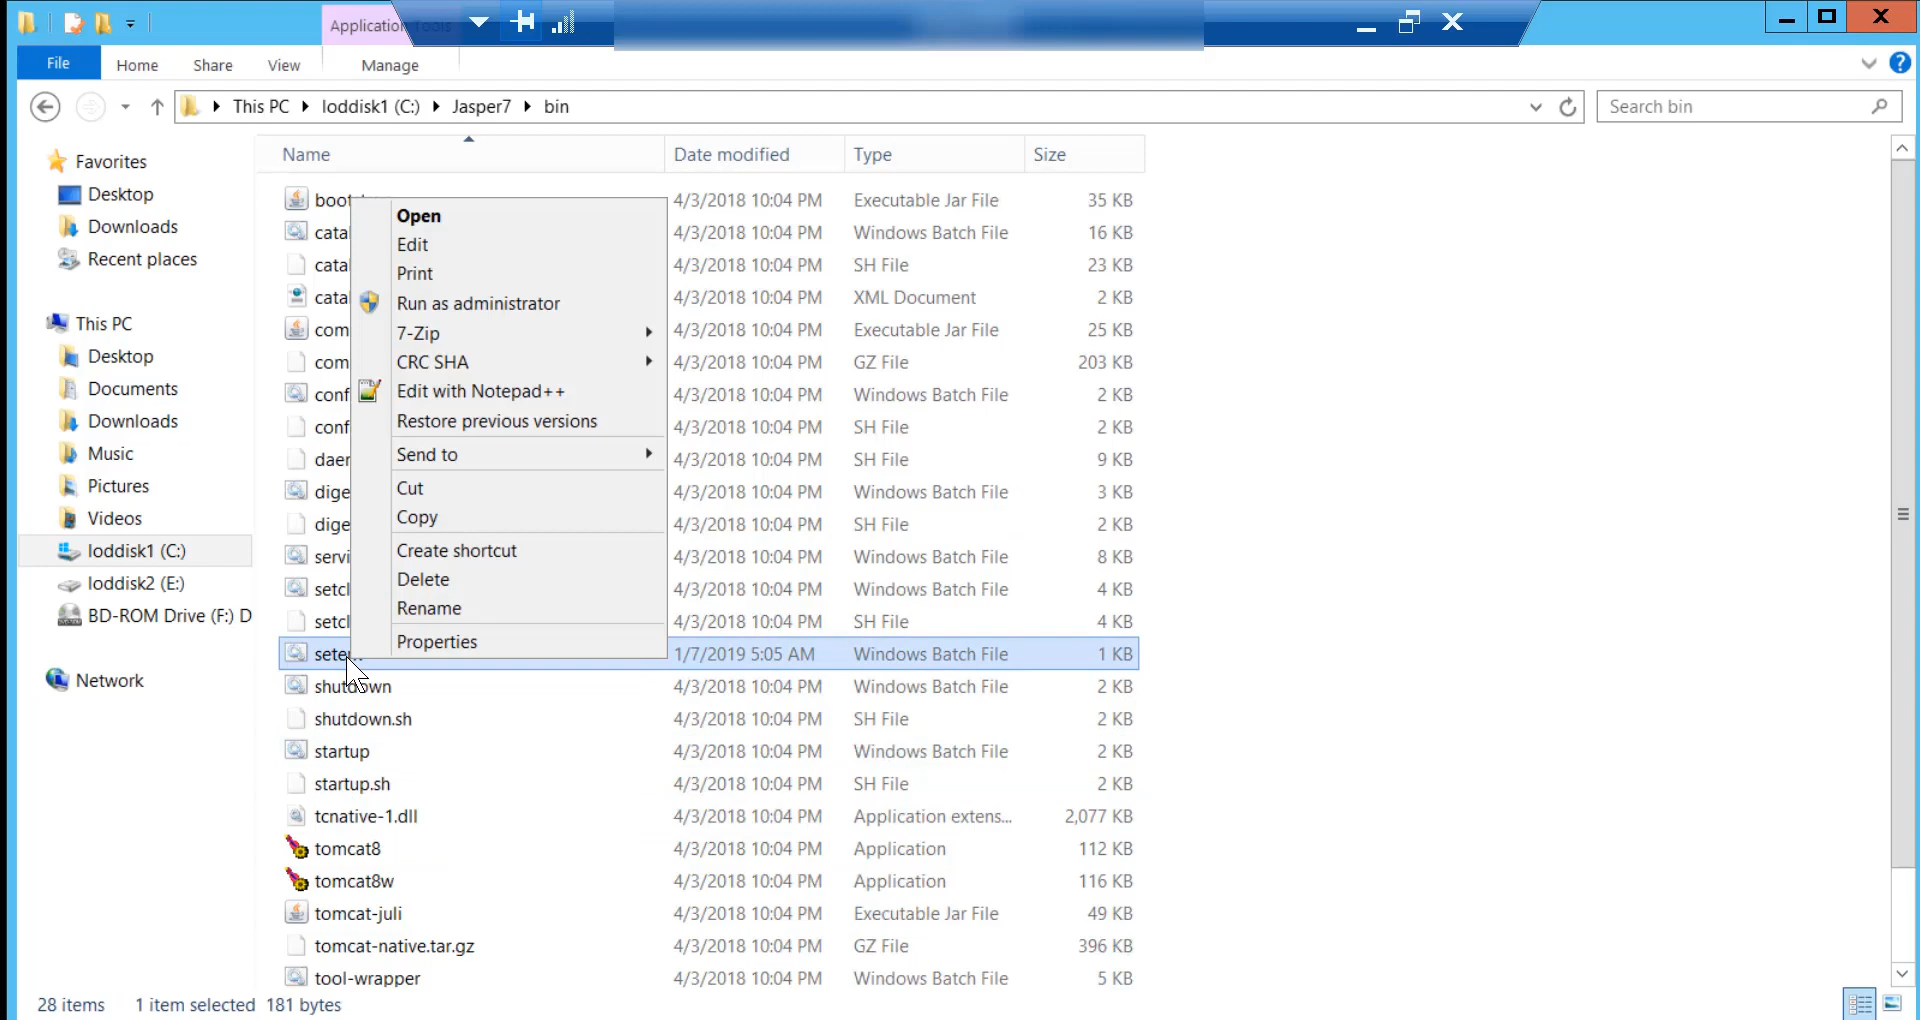 Application Tools
File Home Share View Manage
This PC loddisk1 (C:) Jasper7 bin
Search bin
Name Date modified Type Size
Favorites
Desktop
Downloads
Recent places
This PC
Desktop
Documents
Downloads
Music
Pictures
Videos
loddisk1 (C:)
loddisk2 (E:)
BD-ROM Drive (F:) D
Network
4/3/2018 10:04 PM Executable Jar File 35 KB
cata 4/3/2018 10:04 PM Windows Batch File 16 KB
cata 4/3/2018 10:04 PM SH File 23 KB
cata 4/3/2018 10:04 PM XML Document 2 KB
com 4/3/2018 10:04 PM Executable Jar File 25 KB
com 4/3/2018 10:04 PM GZ File 203 KB
conf 4/3/2018 10:04 PM Windows Batch File 2 KB
conf 4/3/2018 10:04 PM SH File 2 KB
daer 4/3/2018 10:04 PM SH File 9 KB
dige 4/3/2018 10:04 PM Windows Batch File 3 KB
dige 4/3/2018 10:04 PM SH File 2 KB
servi 4/3/2018 10:04 PM Windows Batch File 8 KB
setcl 4/3/2018 10:04 PM Windows Batch File 4 KB
setcl 4/3/2018 10:04 PM SH File 4 KB
1/7/2019 5:05 AM Windows Batch File 1 KB
shutdown 4/3/2018 10:04 PM Windows Batch File 2 KB
shutdown.sh 4/3/2018 10:04 PM SH File 2 KB
startup 4/3/2018 10:04 PM Windows Batch File 2 KB
startup.sh 4/3/2018 10:04 PM SH File 2 KB
tcnative-1.dll 4/3/2018 10:04 PM Application extens... 2,077 KB
tomcat8 4/3/2018 10:04 PM Application 112 KB
tomcat8w 4/3/2018 10:04 PM Application 116 KB
tomcat-juli 4/3/2018 10:04 PM Executable Jar File 49 KB
tomcat-native.tar.gz 4/3/2018 10:04 PM GZ File 396 KB
tool-wrapper 4/3/2018 10:04 PM Windows Batch File 5 KB
Open
Edit
Print
Run as administrator
7-Zip
CRC SHA
Edit with Notepad++
Restore previous versions
Send to
Cut
Copy
Create shortcut
Delete
Rename
Properties
28 items 1 item selected 181 bytes